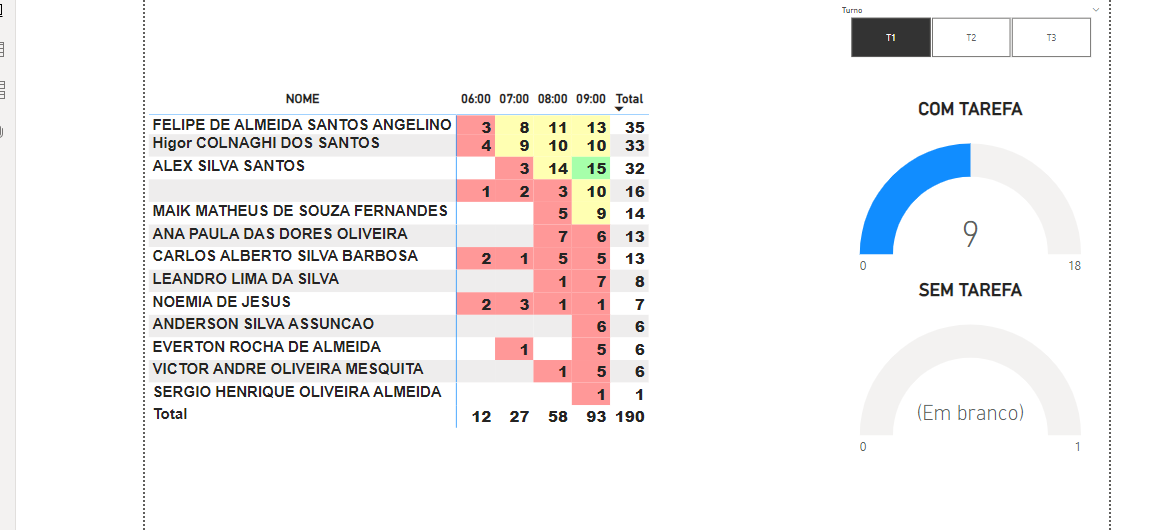 Turno
T1 T2 T3
NOME 06:00 07:00 08:00 09:00 Total
FELIPE DE ALMEIDA SANTOS ANGELINO 3 8 11 13 35
Higor COLNAGHI DOS SANTOS 4 9 10 10 33
ALEX SILVA SANTOS 3 14 15 32
1 2 3 10 16
MAIK MATHEUS DE SOUZA FERNANDES 5 9 14
ANA PAULA DAS DORES OLIVEIRA 7 6 13
CARLOS ALBERTO SILVA BARBOSA 2 1 5 5 13
LEANDRO LIMA DA SILVA 1 7 8
NOEMIA DE JESUS 2 3 1 1 7
ANDERSON SILVA ASSUNCAO 6 6
EVERTON ROCHA DE ALMEIDA 1 5 6
VICTOR ANDRE OLIVEIRA MESQUITA 1 5 6
SERGIO HENRIQUE OLIVEIRA ALMEIDA 1 1
Total 12 27 58 93 190
COM TAREFA
9
0 18
SEM TAREFA
(Em branco)
0 1